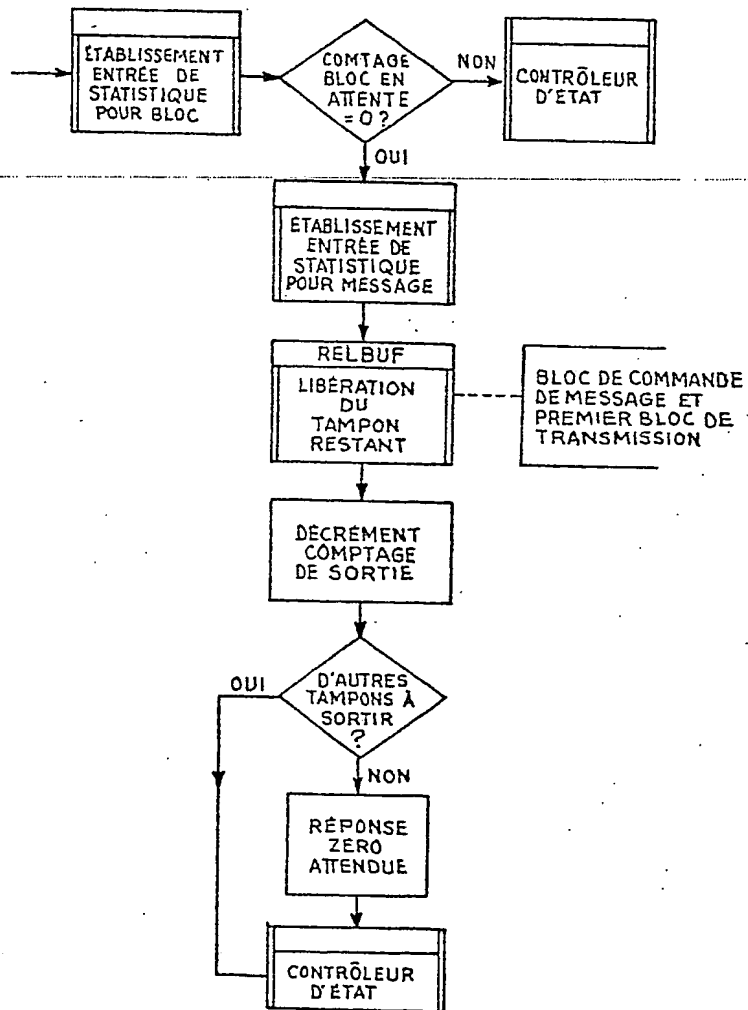 ÉTABLISSEMENT
ENTRÉE DE
STATISTIQUE
POUR BLOC
COMTAGE
BLOC EN
ATTENTE
= 0 ?
NON
CONTRÔLEUR
D'ÉTAT
OUI
ÉTABLISSEMENT
ENTRÉE DE
STATISTIQUE
POUR MESSAGE
RELBUF
LIBÉRATION
DU
TAMPON
RESTANT
BLOC DE COMMANDE
DE MESSAGE ET
PREMIER BLOC DE
TRANSMISSION
DÉCRÉMENT
COMPTAGE
DE SORTIE
OUI
D'AUTRES
TAMPONS À
SORTIR
?
NON
RÉPONSE
ZÉRO
ATTENDUE
CONTRÔLEUR
D'ÉTAT